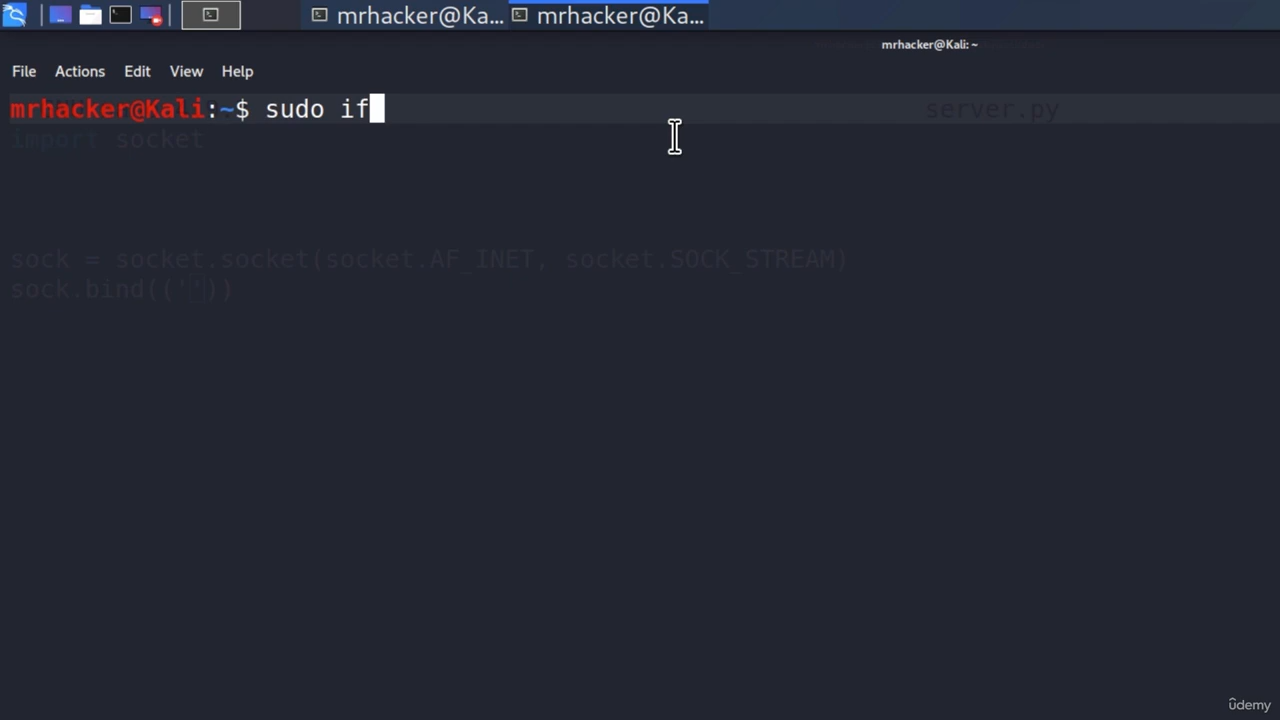 mrhacker@Ka...
mrhacker@Ka...
mrhacker@Kali: ~
File Actions Edit View Help
mrhacker@Kali:~$ sudo if
server.py
import socket
sock = socket.socket(socket.AF_INET, socket.SOCK_STREAM)
sock.bind((''))
ûdemy